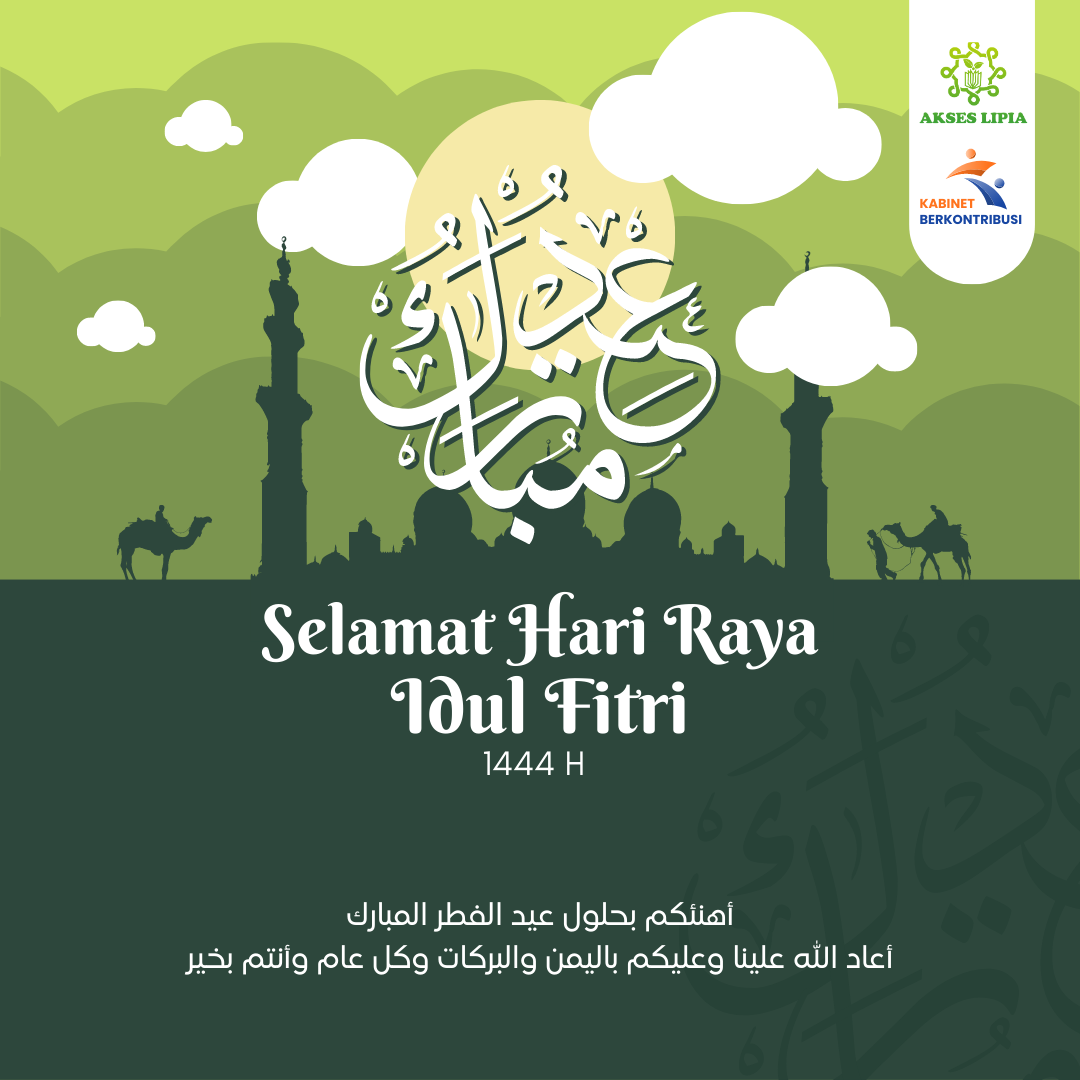 AKSES LIPIA
KABINET
BERKONTRIBUSI
عيد
مبارك
Selamat Hari Raya
Idul Fitri
1444 H
أهنئكم بحلول عيد الفطر المبارك
أعاد الله علينا وعليكم باليمن والبركات وكل عام وأنتم بخير